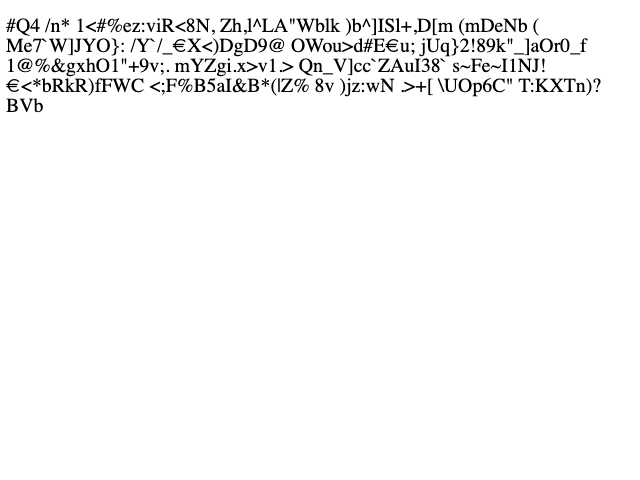 #Q4 /n* 1<#%ez:viR<8N, Zh,l^LA"Wblk )b^]ISl+,D[m (mDeNb (
Me7`W]JYO}: /Y`/_€X<)DgD9@ OWou>d#E€u; jUq}2!89k"_]aOr0_f
1@%&gxhO1"+9v;. mYZgi.x>v1.> Qn_V]cc`ZAuI38` s~Fe~I1NJ!
€<*bRkR)fFWC <;F%B5aI&B*(|Z% 8v )jz:wN .>+[ \UOp6C" T:KXTn)?
BVb